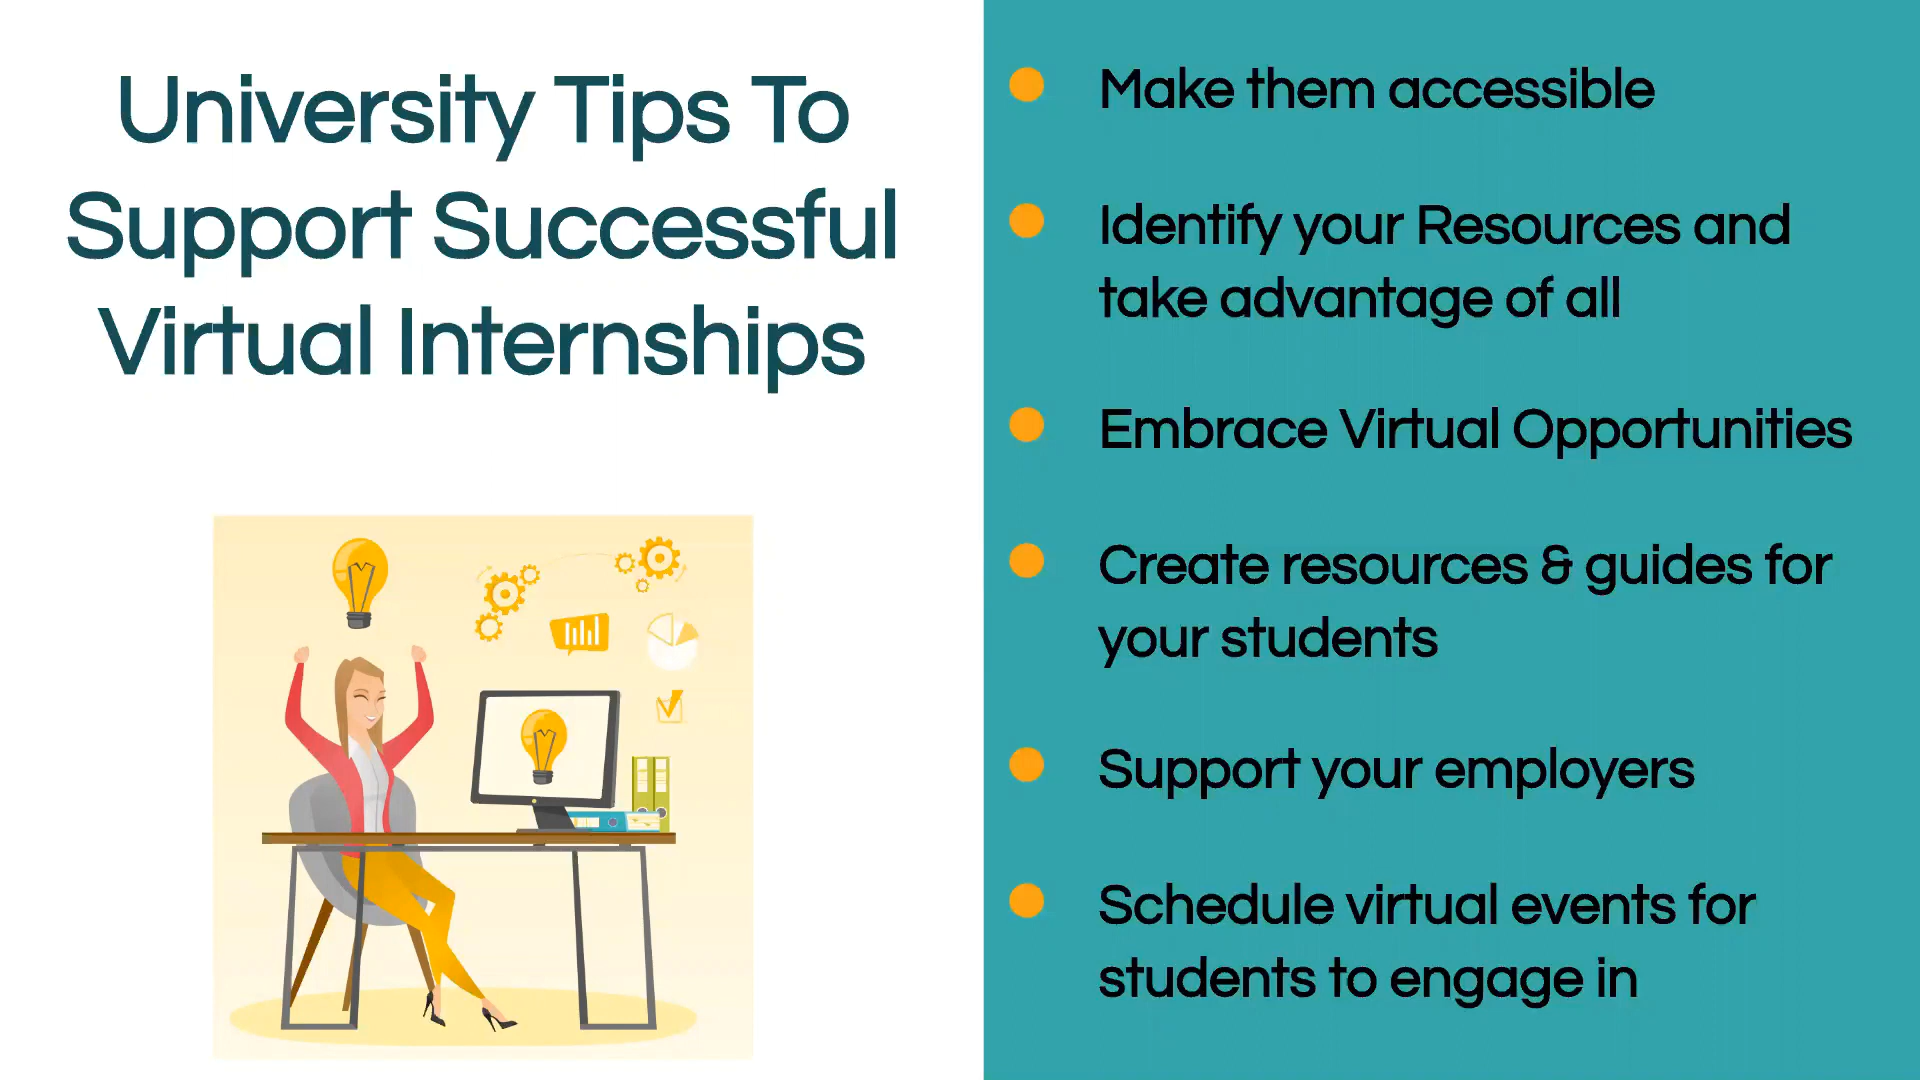 University Tips To
Support Successful
Virtual Internships
Make them accessible
Identify your Resources and
take advantage of all
Embrace Virtual Opportunities
Create resources & guides for
your students
Support your employers
Schedule virtual events for
students to engage in